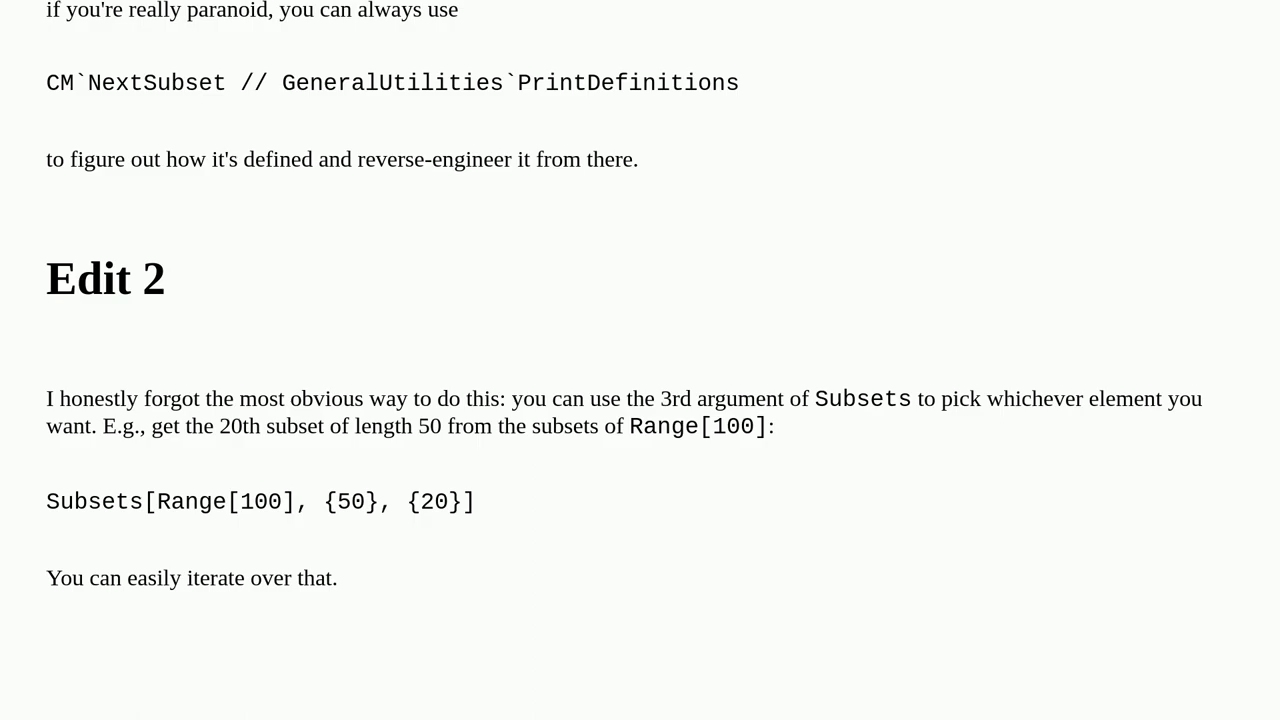 if you're really paranoid, you can always use
CM`NextSubset // GeneralUtilities`PrintDefinitions
to figure out how it's defined and reverse-engineer it from there.
Edit 2
I honestly forgot the most obvious way to do this: you can use the 3rd argument of Subsets to pick whichever element you
want. E.g., get the 20th subset of length 50 from the subsets of Range[100]:
Subsets[Range[100], {50}, {20}]
You can easily iterate over that.